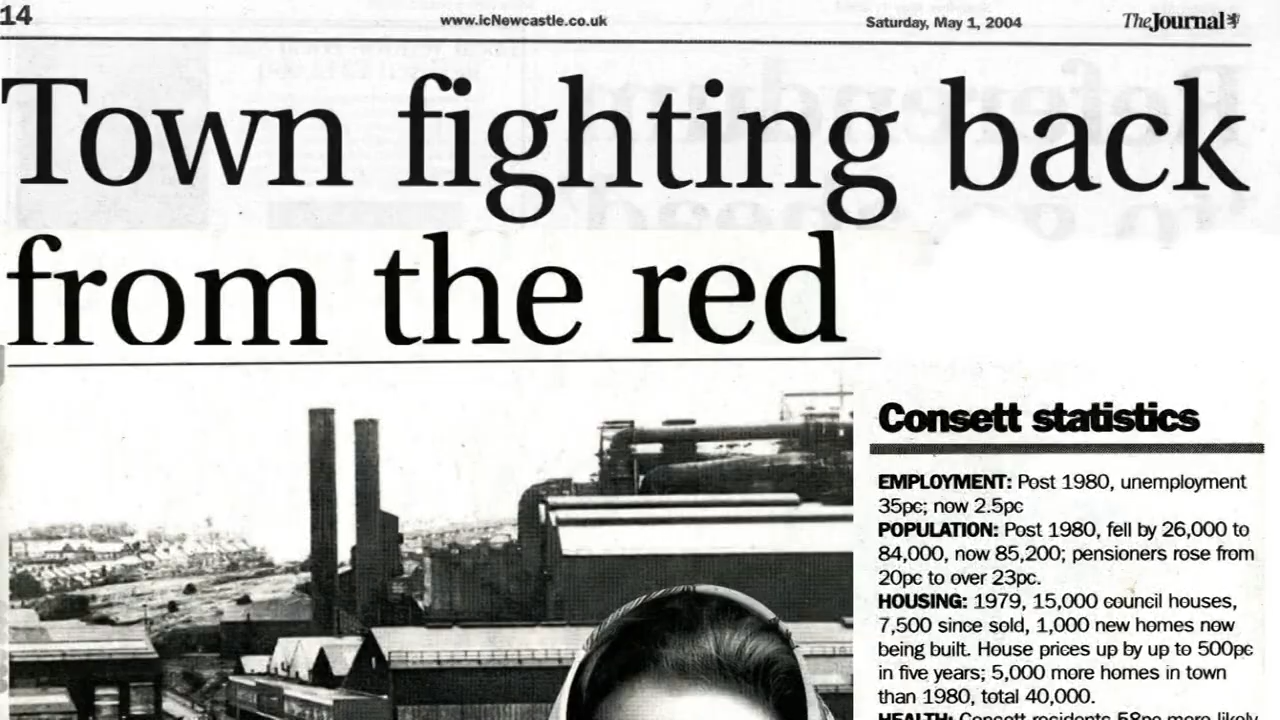 14
www.icNewcastle.co.uk
Saturday, May 1, 2004
TheJournal
Town fighting back
from the red
Consett statistics
EMPLOYMENT: Post 1980, unemployment
35pc; now 2.5pc
POPULATION: Post 1980, fell by 26,000 to
84,000, now 85,200; pensioners rose from
20pc to over 23pc.
HOUSING: 1979, 15,000 council houses,
7,500 since sold, 1,000 new homes now
being built. House prices up by up to 500pc
in five years; 5,000 more homes in town
than 1980, total 40,000.
HEALTH: Consett residents 58pc more likely